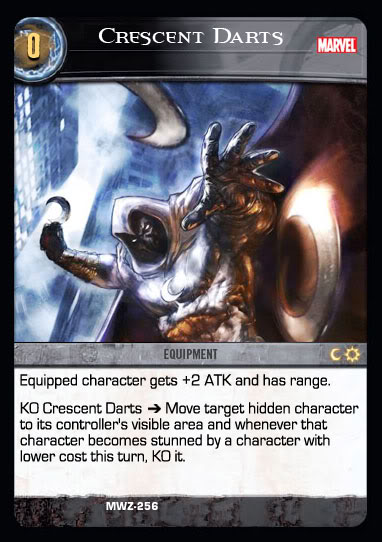 0
Crescent Darts
MARVEL
EQUIPMENT
Equipped character gets +2 ATK and has range.
KO Crescent Darts ➔ Move target hidden character
to its controller's visible area and whenever that
character becomes stunned by a character with
lower cost this turn, KO it.
MWZ-256